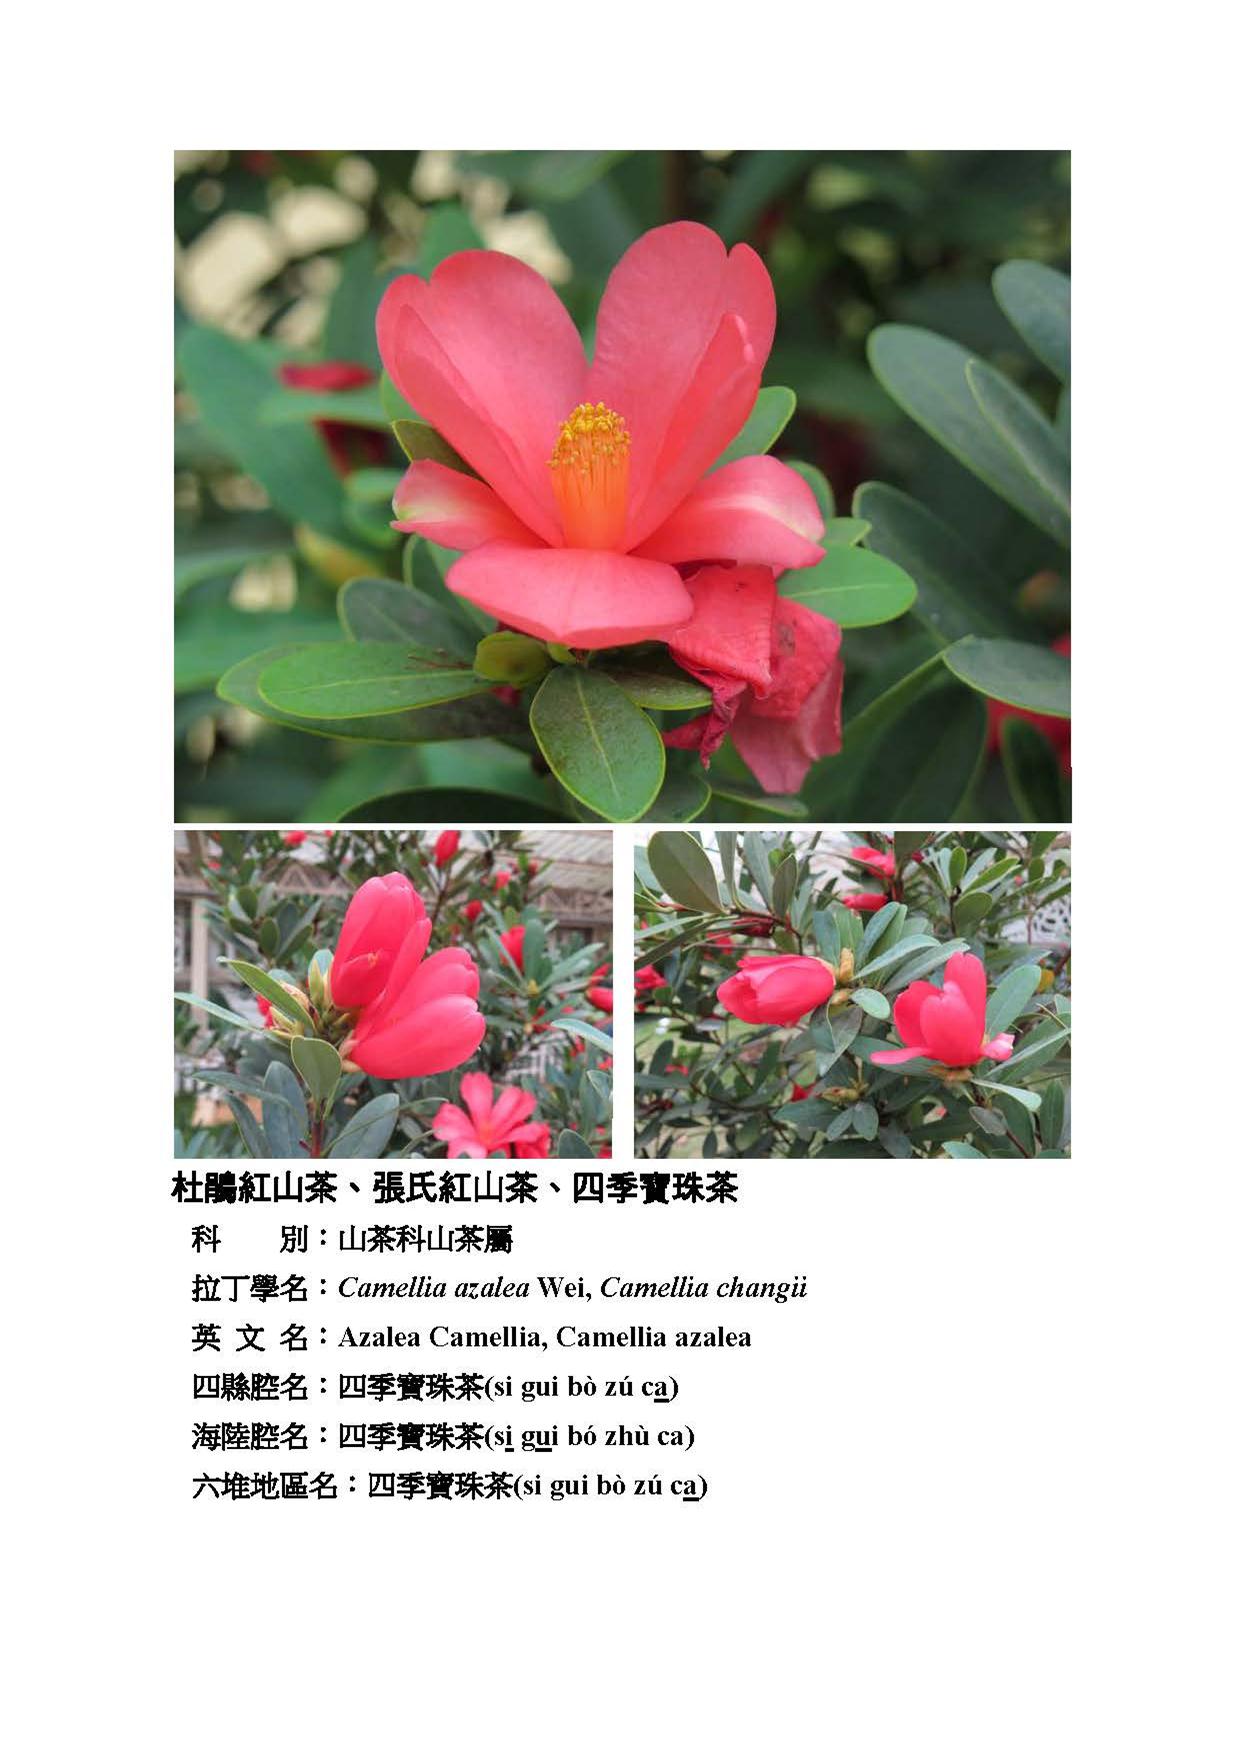 杜鵑紅山茶、張氏紅山茶、四季寶珠茶
科　　別：山茶科山茶屬
拉丁學名：Camellia azalea Wei, Camellia changii
英 文 名：Azalea Camellia, Camellia azalea
四縣腔名：四季寶珠茶(si gui bò zú ca)
海陸腔名：四季寶珠茶(si gui bó zhù ca)
六堆地區名：四季寶珠茶(si gui bò zú ca)